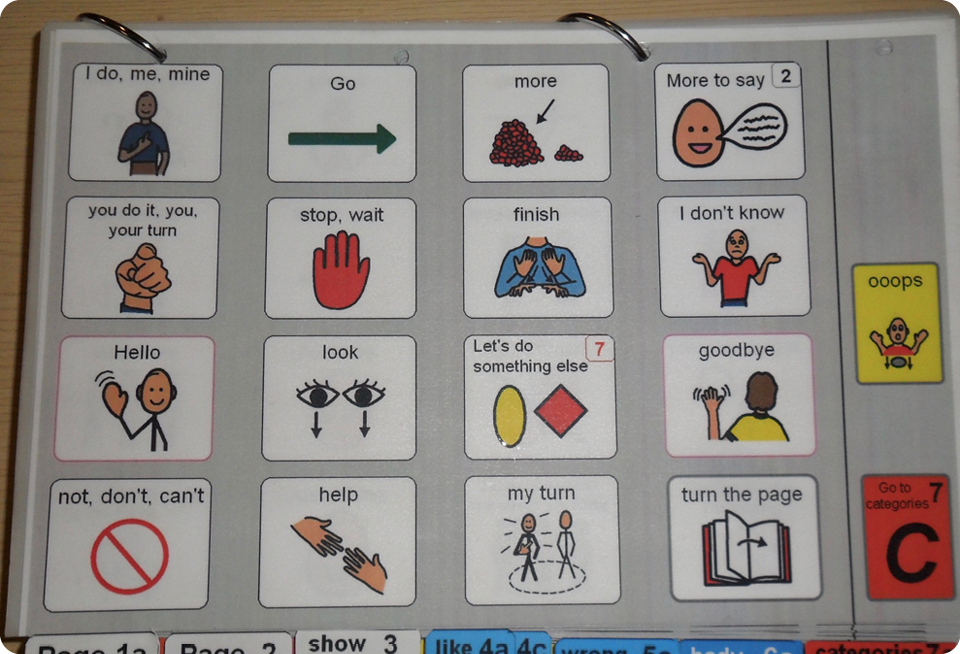 I do, me, mine
Go
more
More to say 2
you do it, you,
your turn
stop, wait
finish
I don't know
ooops
Hello
look
Let's do 7
something else
goodbye
not, don't, can't
help
my turn
turn the page
Go to 7
categories
C
Page 1a
Page 2
show 3
like 4a
4c
wrong 5a
body 6a
categories 7a